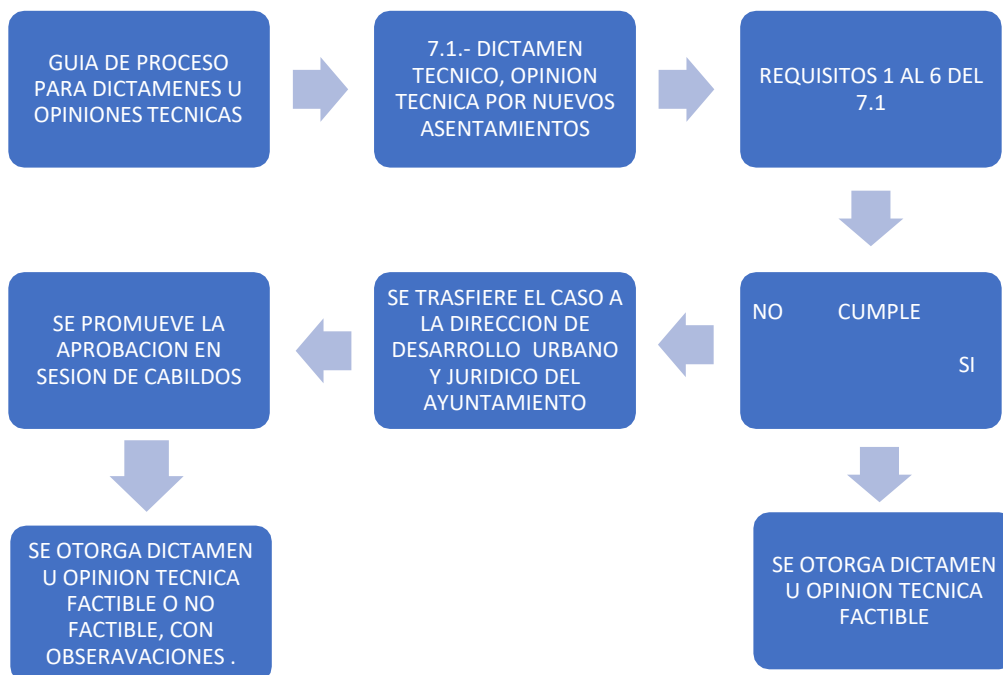 GUIA DE PROCESO
PARA DICTAMENES U
OPINIONES TECNICAS
7.1.- DICTAMEN
TECNICO, OPINION
TECNICA POR NUEVOS
ASENTAMIENTOS
REQUISITOS 1 AL 6 DEL
7.1
NO CUMPLE
SI
SE TRASFIERE EL CASO A
LA DIRECCION DE
DESARROLLO URBANO
Y JURIDICO DEL
AYUNTAMIENTO
SE PROMUEVE LA
APROBACION EN
SESION DE CABILDOS
SE OTORGA DICTAMEN
U OPINION TECNICA
FACTIBLE O NO
FACTIBLE, CON
OBSERAVACIONES .
SE OTORGA DICTAMEN
U OPINION TECNICA
FACTIBLE